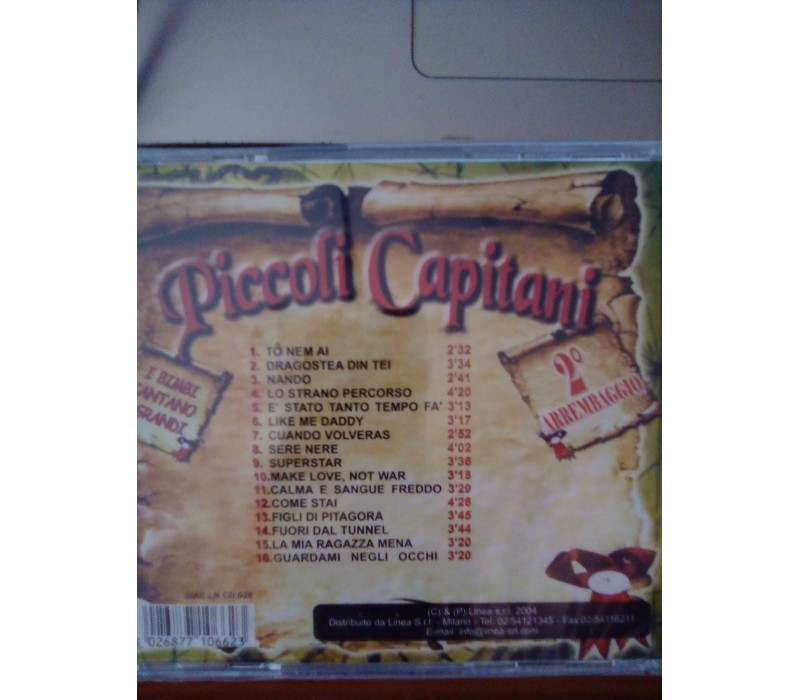 Piccoli Capitani
I BIMBI
CANTANO
GRANDI
2°
ARREMBAGGIO
1. TÔ NEM AI 2'32
2. DRAGOSTEA DIN TEI 3'34
3. NANDO 2'41
4. LO STRANO PERCORSO 4'20
5. E' STATO TANTO TEMPO FA' 3'13
6. LIKE ME DADDY 3'17
7. CUANDO VOLVERAS 2'52
8. SERE NERE 4'02
9. SUPERSTAR 3'36
10.MAKE LOVE, NOT WAR 3'18
11.CALMA E SANGUE FREDDO 3'29
12.COME STAI 4'26
13.FIGLI DI PITAGORA 3'45
14.FUORI DAL TUNNEL 3'44
15.LA MIA RAGAZZA MENA 3'20
16.GUARDAMI NEGLI OCCHI 3'20
026877 106623
(C) & (P) Linea s.r.l. 2004
Distribuito da Linea S.r.l. - Milano - Tel. 02-54121345 - Fax 02-54116211
E-mail info@linea-srl.com